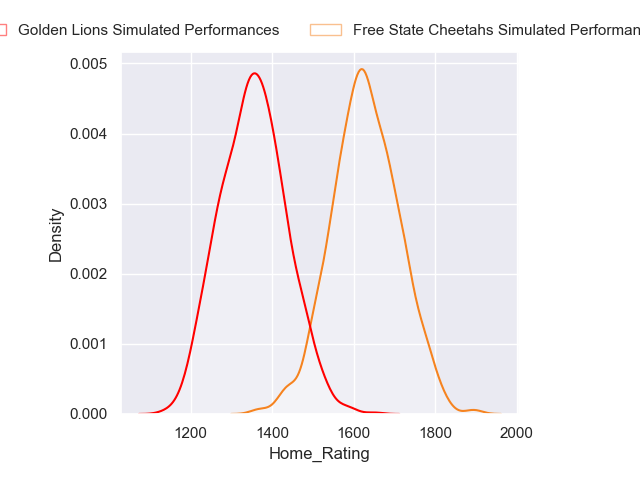 Golden Lions Simulated Performances Free State Cheetahs Simulated Performan
0.005
0.004
0.003
0.002
0.001
0.000
Density
1200 1400 1600 1800 2000
Home_Rating